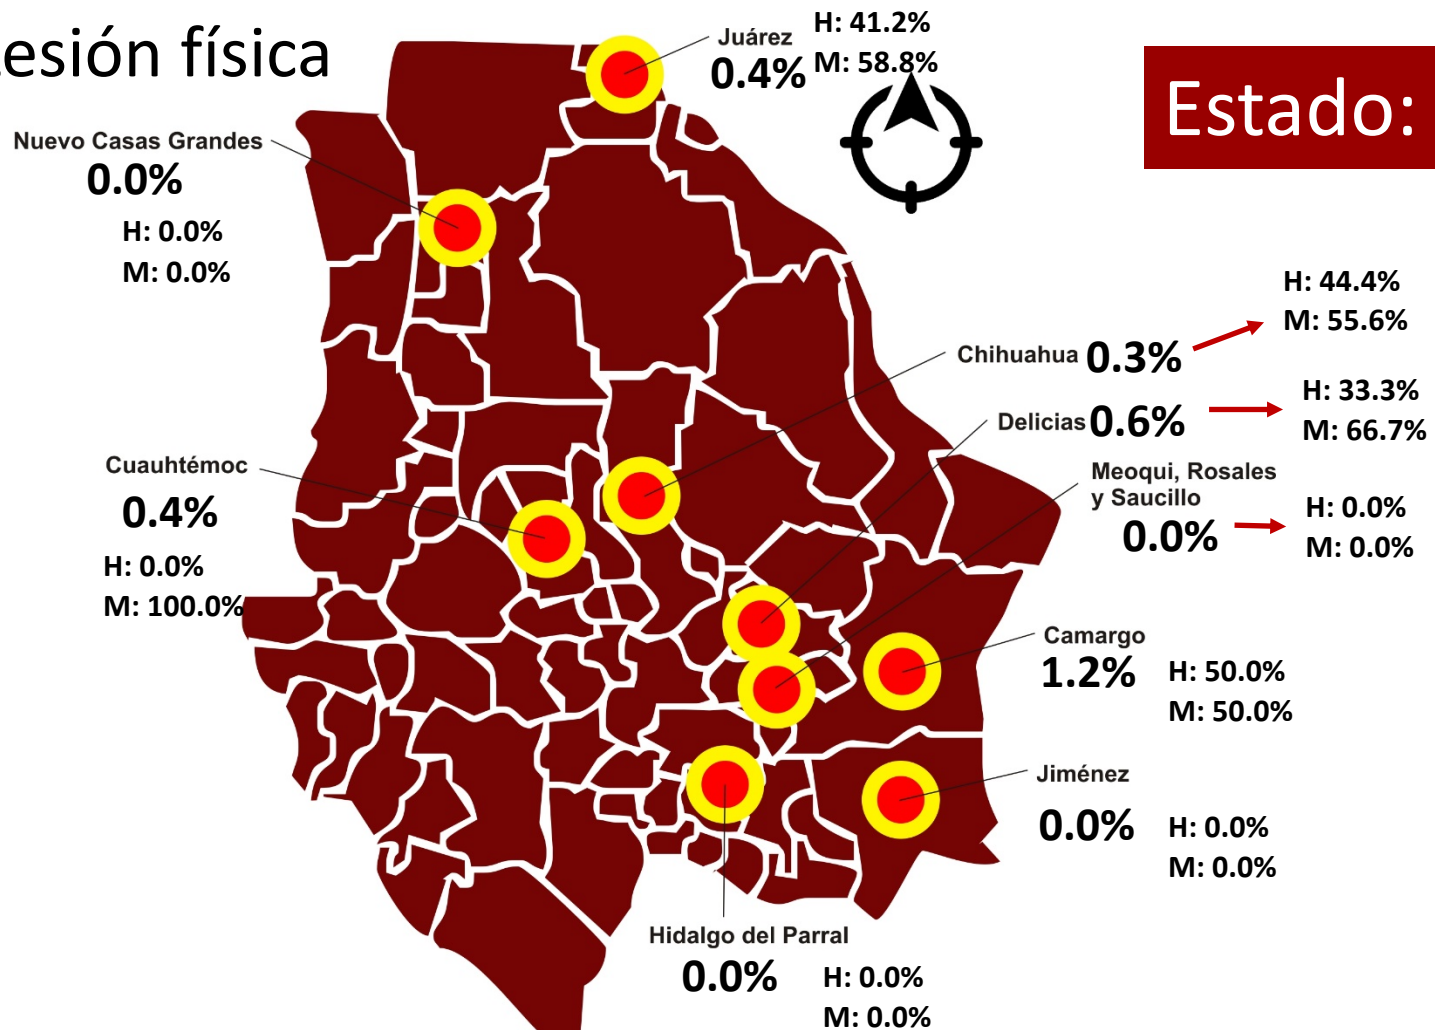 esión física
Estado:
Juárez
0.4%
H: 41.2%
M: 58.8%
Nuevo Casas Grandes
0.0%
H: 0.0%
M: 0.0%
Chihuahua 0.3%
H: 44.4%
M: 55.6%
Delicias 0.6%
H: 33.3%
M: 66.7%
Meoqui, Rosales
y Saucillo
0.0%
H: 0.0%
M: 0.0%
Cuauhtémoc
0.4%
H: 0.0%
M: 100.0%
Camargo
1.2%
H: 50.0%
M: 50.0%
Jiménez
0.0%
H: 0.0%
M: 0.0%
Hidalgo del Parral
0.0%
H: 0.0%
M: 0.0%